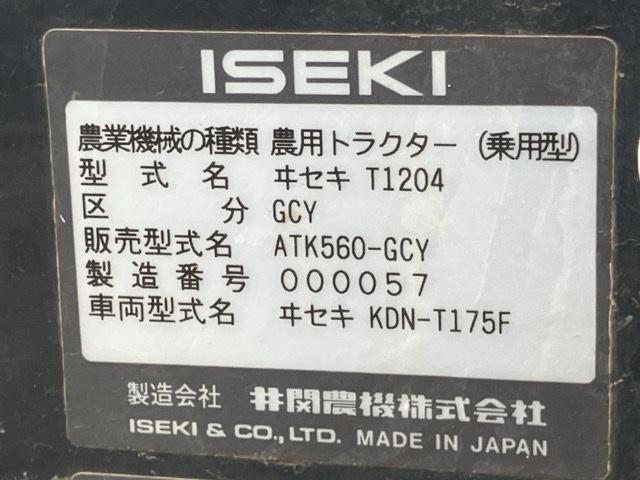 ISEKI
農業機械の種類 農用トラクター (乗用型)
型式名 ヰセキ T1204
区分 GCY
販売型式名 ATK560-GCY
製造番号 000057
車両型式名 ヰセキ KDN-T175F
製造会社 井関農機株式会社
ISEKI & CO., LTD. MADE IN JAPAN